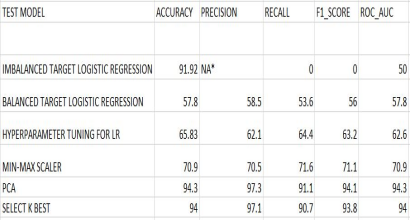 TEST MODEL ACCURACY PRECISION RECALL F1_SCORE ROC_AUC
IMBALANCED TARGET LOGISTIC REGRESSION 91.92 NA* 0 0 50
BALANCED TARGET LOGISTIC REGRESSION 57.8 58.5 53.6 56 57.8
HYPERPARAMETER TUNING FOR LR 65.83 62.1 64.4 63.2 62.6
MIN-MAX SCALER 70.9 70.5 71.6 71.1 70.9
PCA 94.3 97.3 91.1 94.1 94.3
SELECT K BEST 94 97.1 90.7 93.8 94